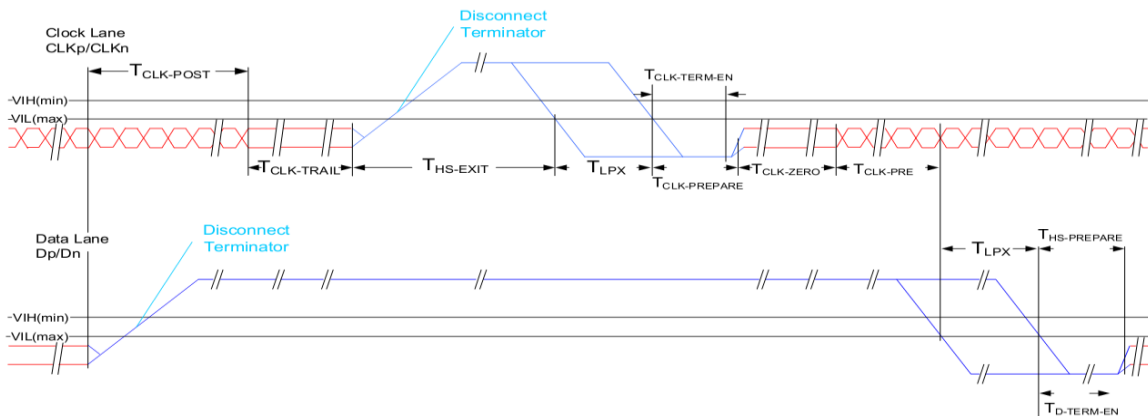 Disconnect
Terminator
Clock Lane
CLKp/CLKn
TCLK-POST
TCLK-TERM-EN
VIH(min)
VIL(max)
TCLK-TRAIL
THS-EXIT
TLPX
TCLK-PREPARE
TCLK-ZERO
TCLK-PRE
Disconnect
Terminator
Data Lane
Dp/Dn
TLPX
THS-PREPARE
VIH(min)
VIL(max)
TD-TERM-EN